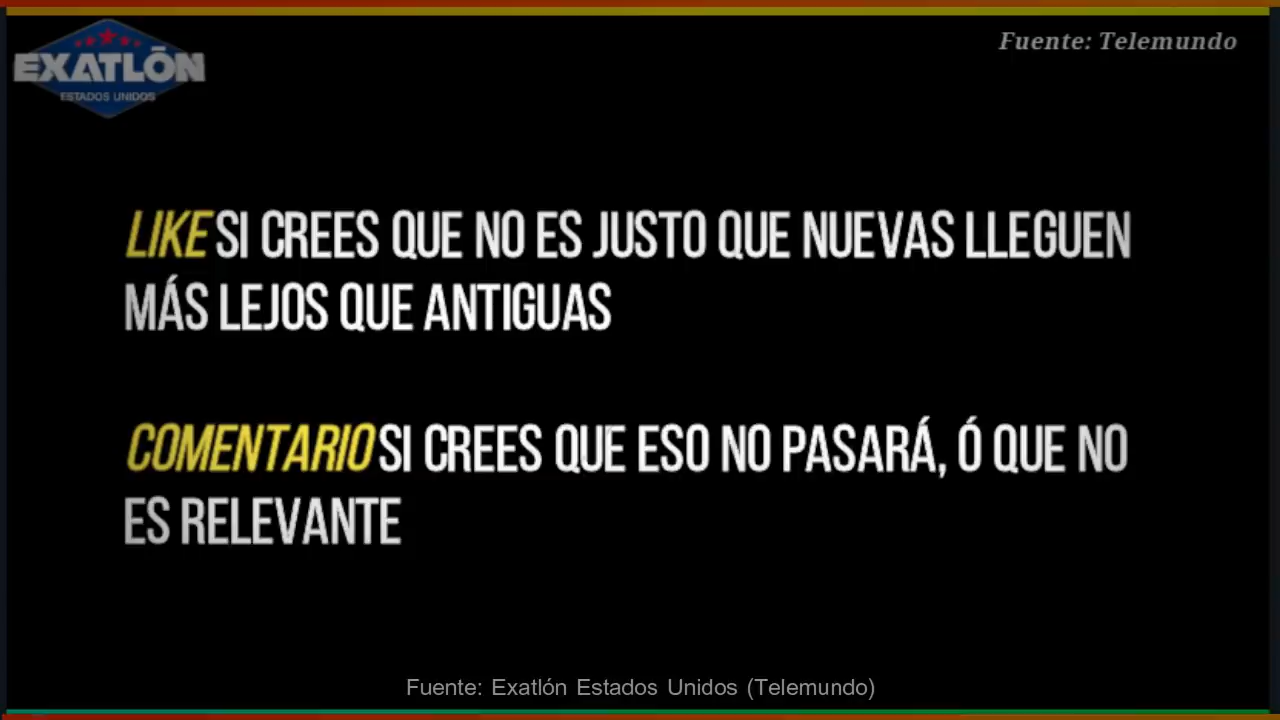 EXATLÓN
ESTADOS UNIDOS
Fuente: Telemundo
LIKE SI CREES QUE NO ES JUSTO QUE NUEVAS LLEGUEN
MÁS LEJOS QUE ANTIGUAS
COMENTARIO SI CREES QUE ESO NO PASARÁ, Ó QUE NO
ES RELEVANTE
Fuente: Exatlón Estados Unidos (Telemundo)